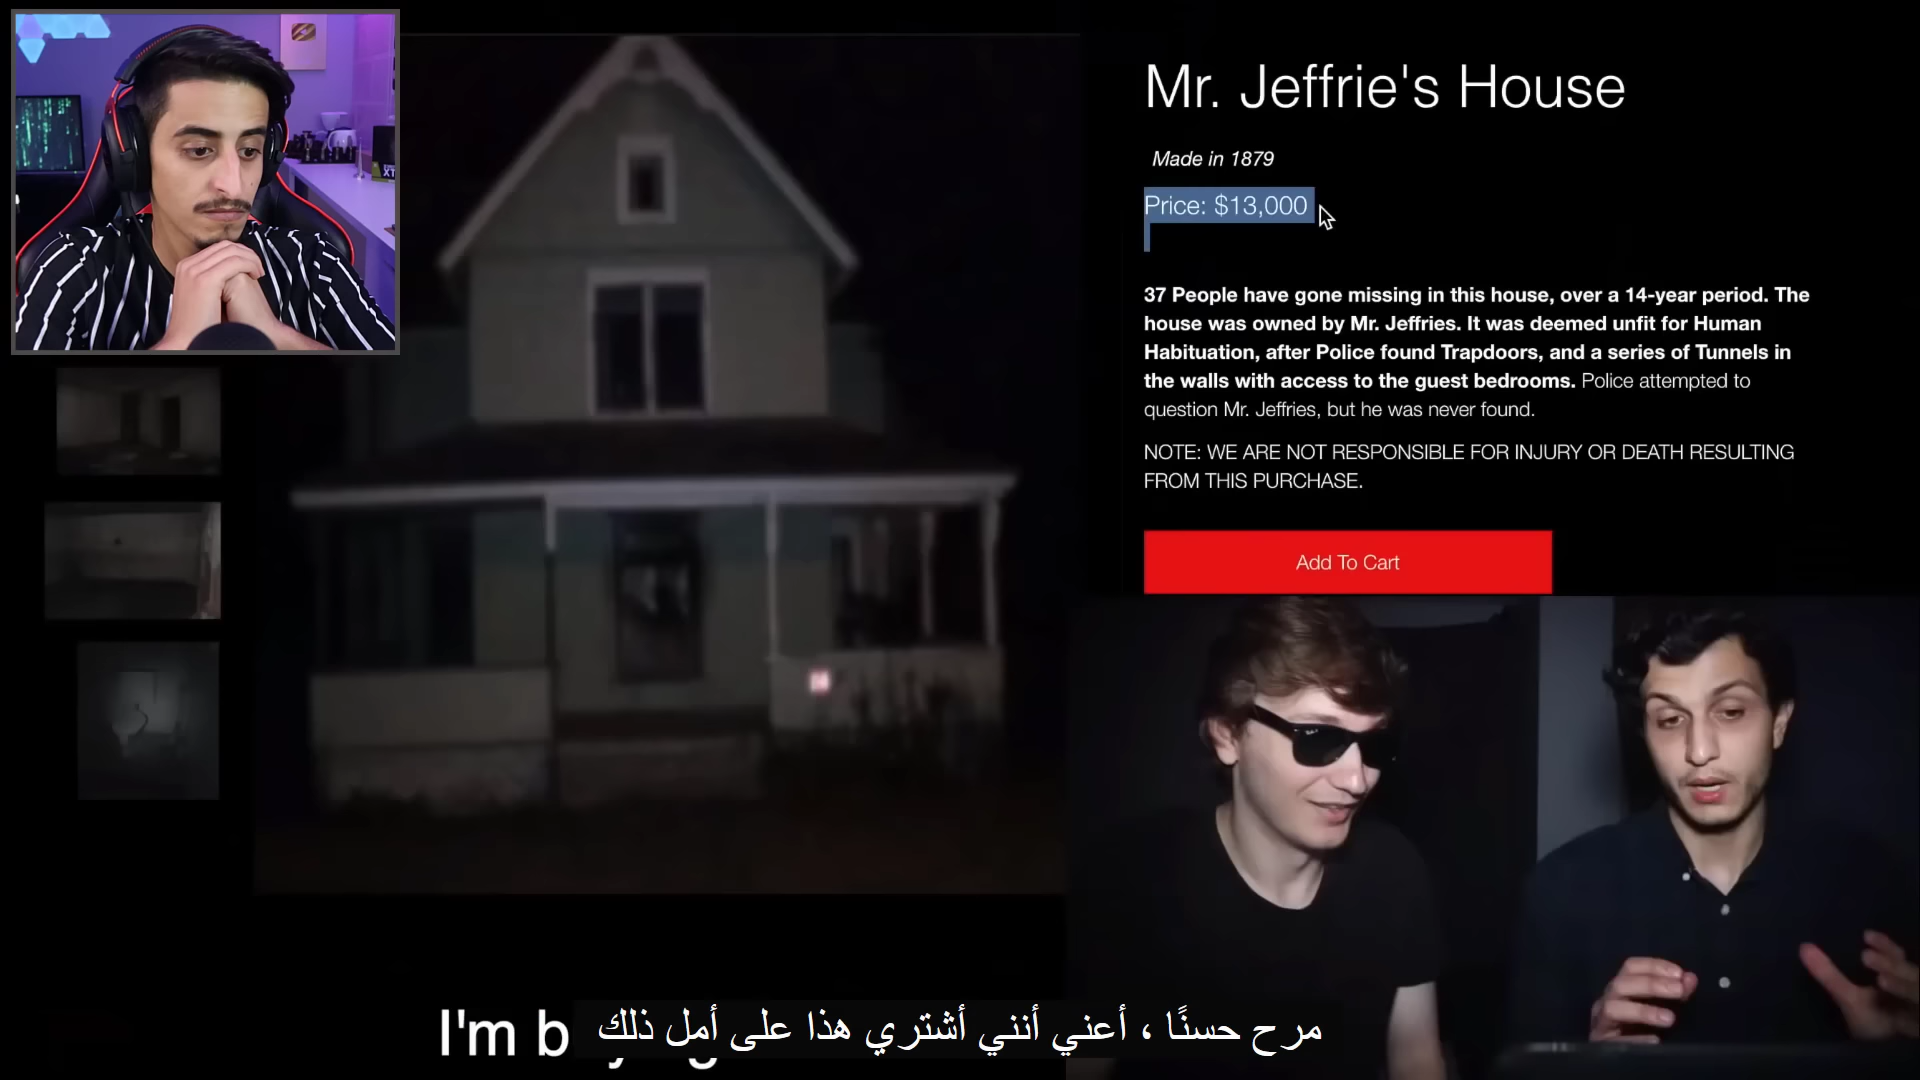 Mr. Jeffrie's House
Made in 1879
Price: $13,000
37 People have gone missing in this house, over a 14-year period. The
house was owned by Mr. Jeffries. It was deemed unfit for Human
Habituation, after Police found Trapdoors, and a series of Tunnels in
the walls with access to the guest bedrooms. Police attempted to
question Mr. Jeffries, but he was never found.
NOTE: WE ARE NOT RESPONSIBLE FOR INJURY OR DEATH RESULTING
FROM THIS PURCHASE.
Add To Cart
I'm b
مرح حسنًا ، أعني أنني أشتري هذا على أمل ذلك